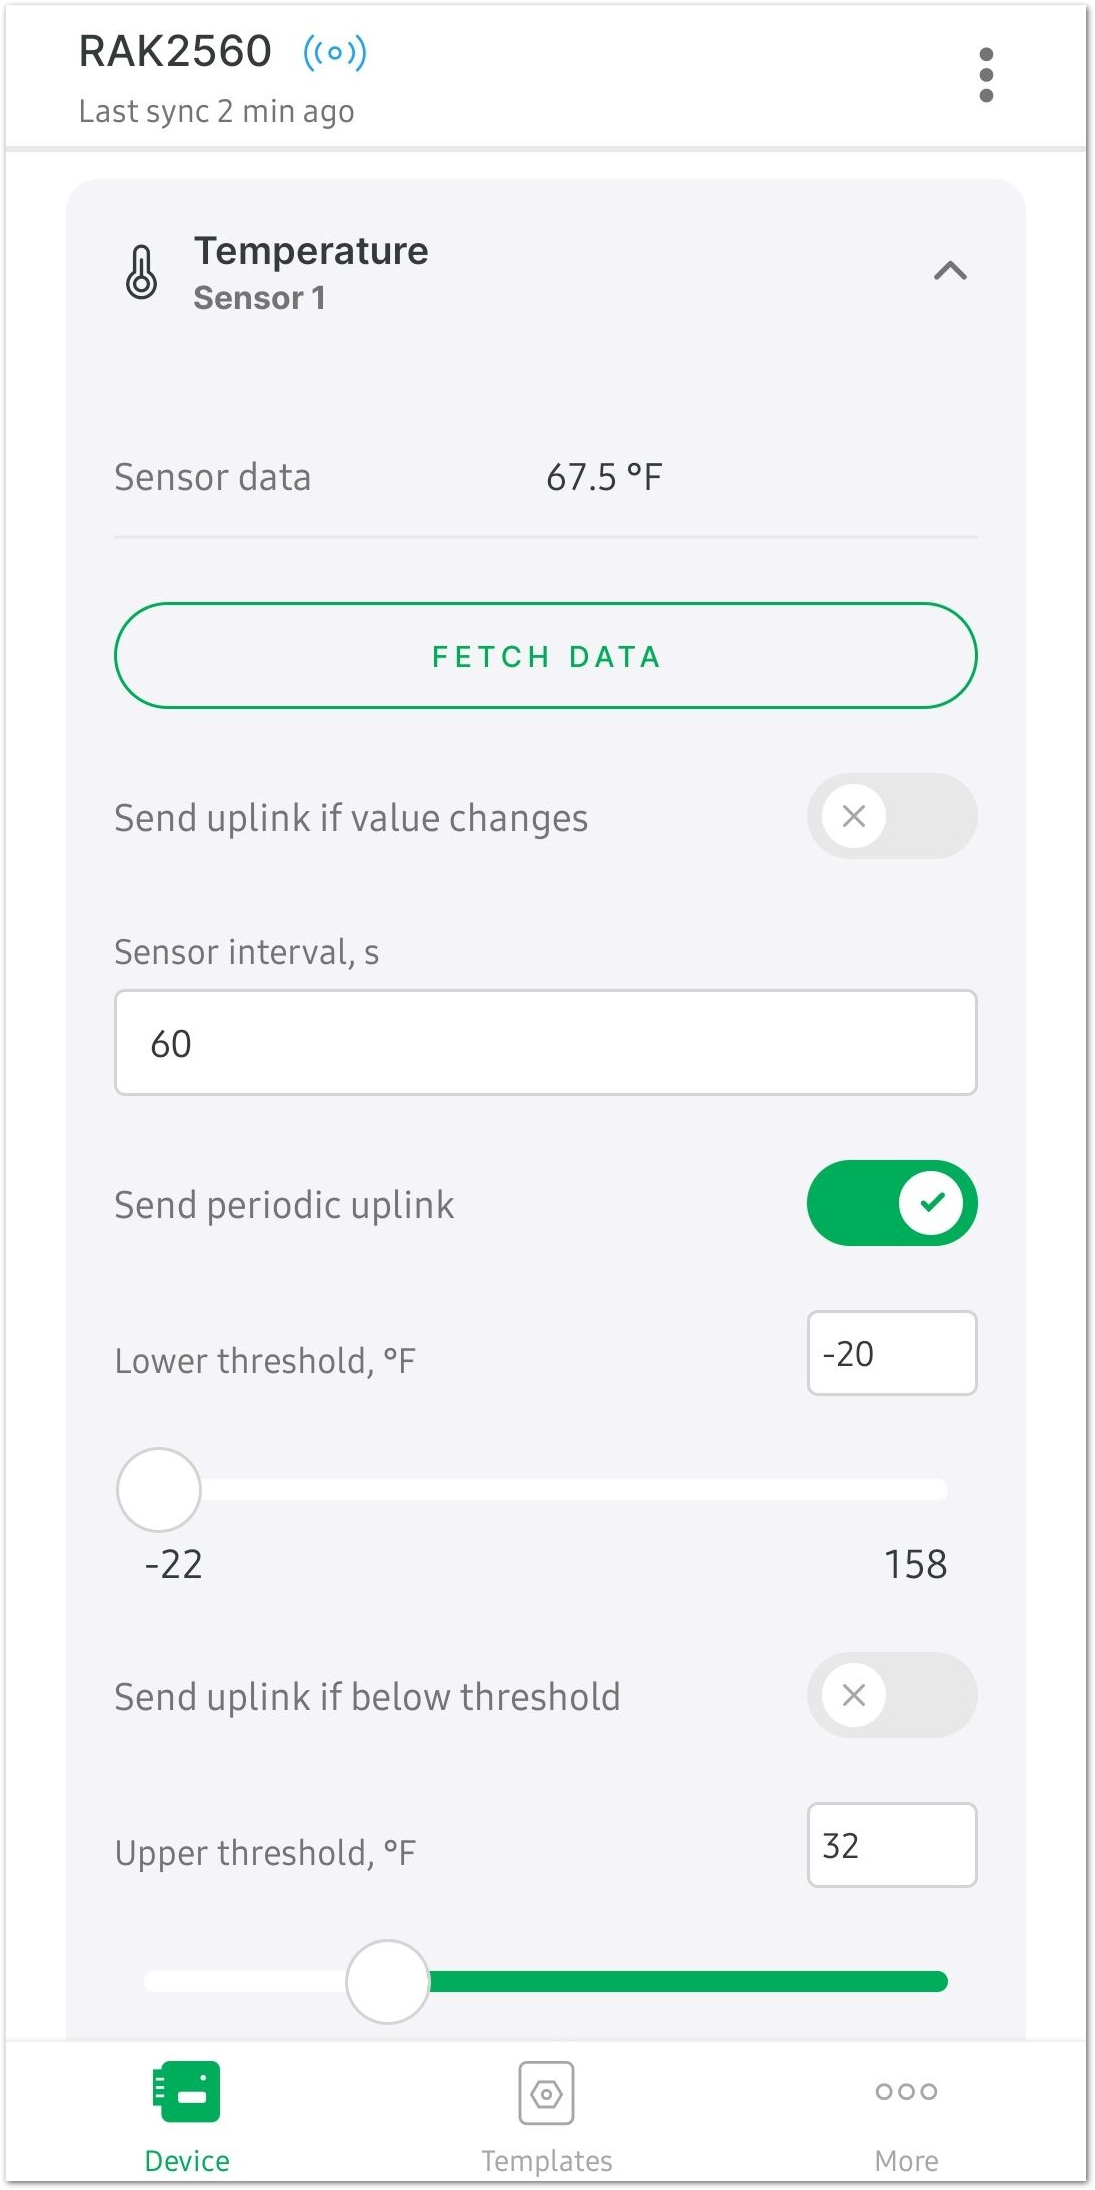 RAK2560
Last sync 2 min ago
Temperature
Sensor 1
Sensor data 67.5 °F
FETCH DATA
Send uplink if value changes
Sensor interval, s
60
Send periodic uplink
Lower threshold, °F -20
-22 158
Send uplink if below threshold
Upper threshold, °F 32
Device Templates More